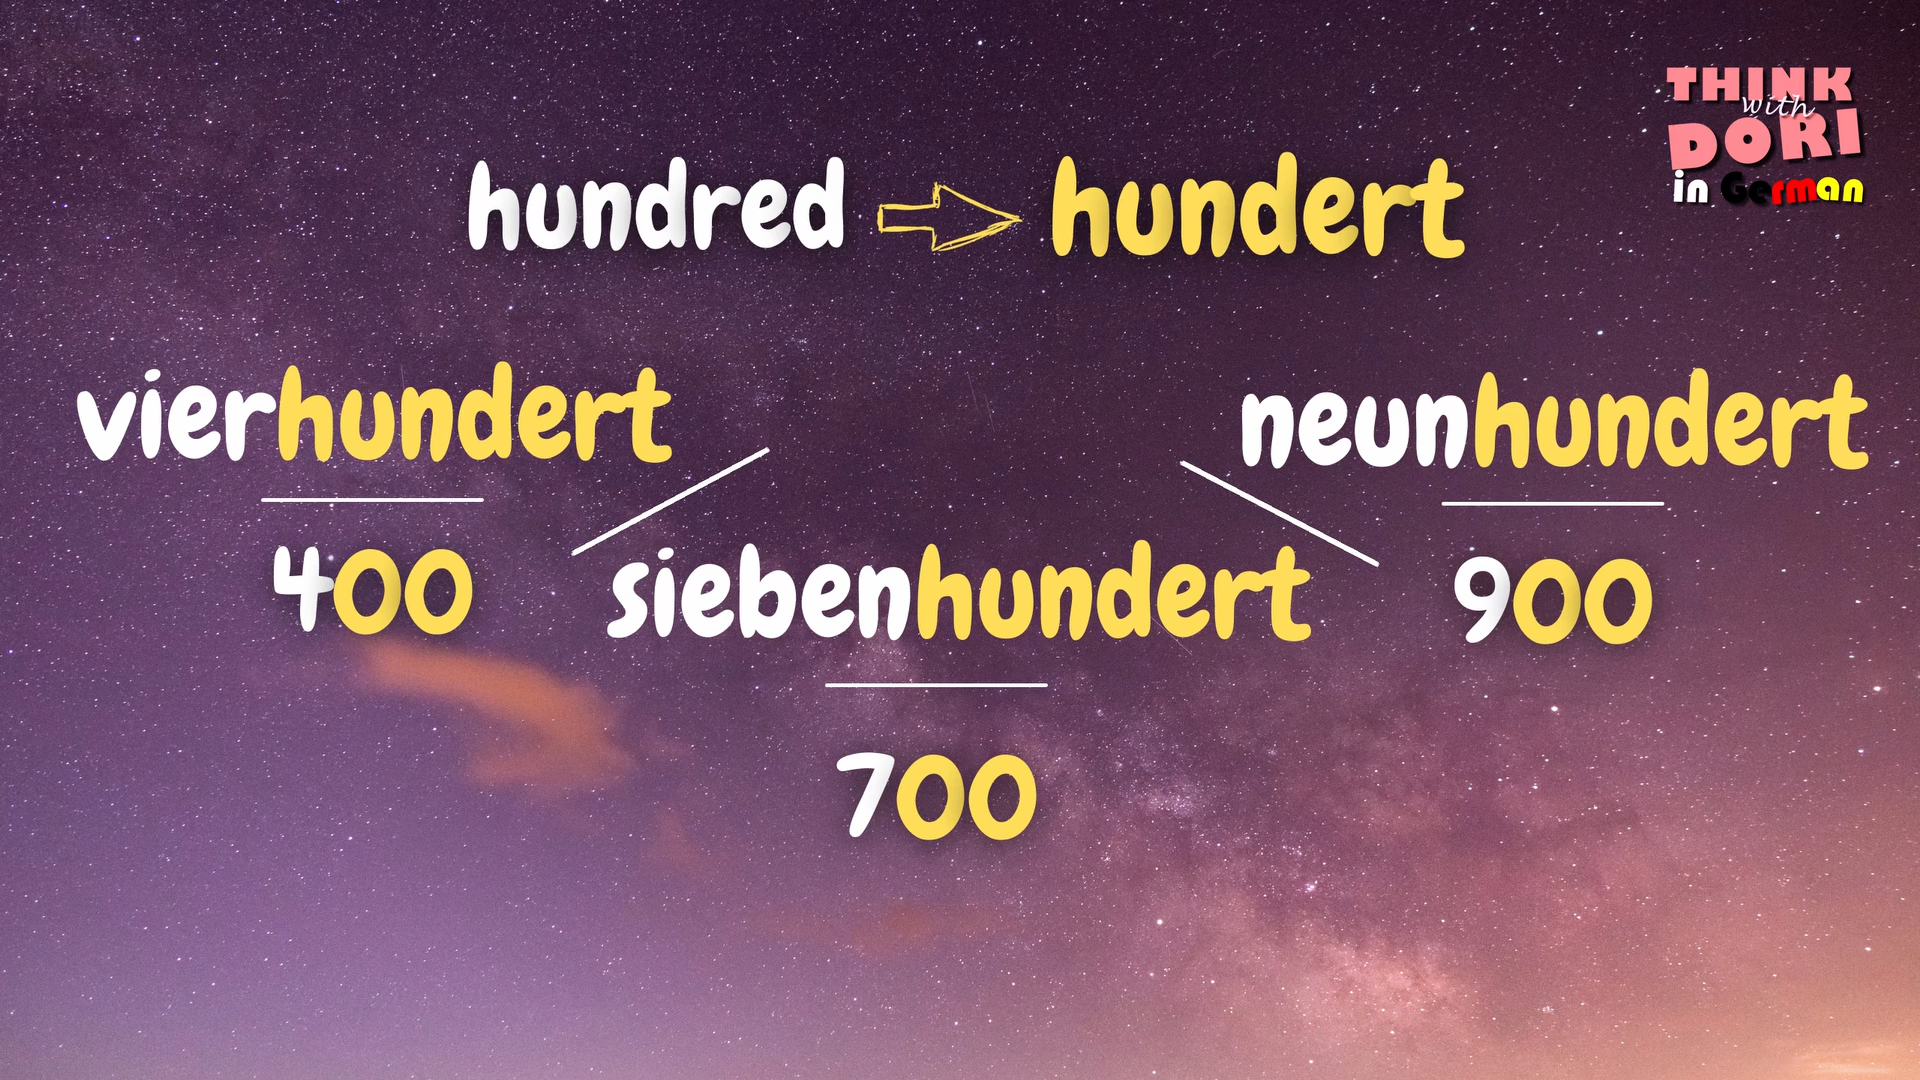 THINK
with
DORI
in German
hundred hundert
vierhundert
neunhundert
400
siebenhundert
900
700